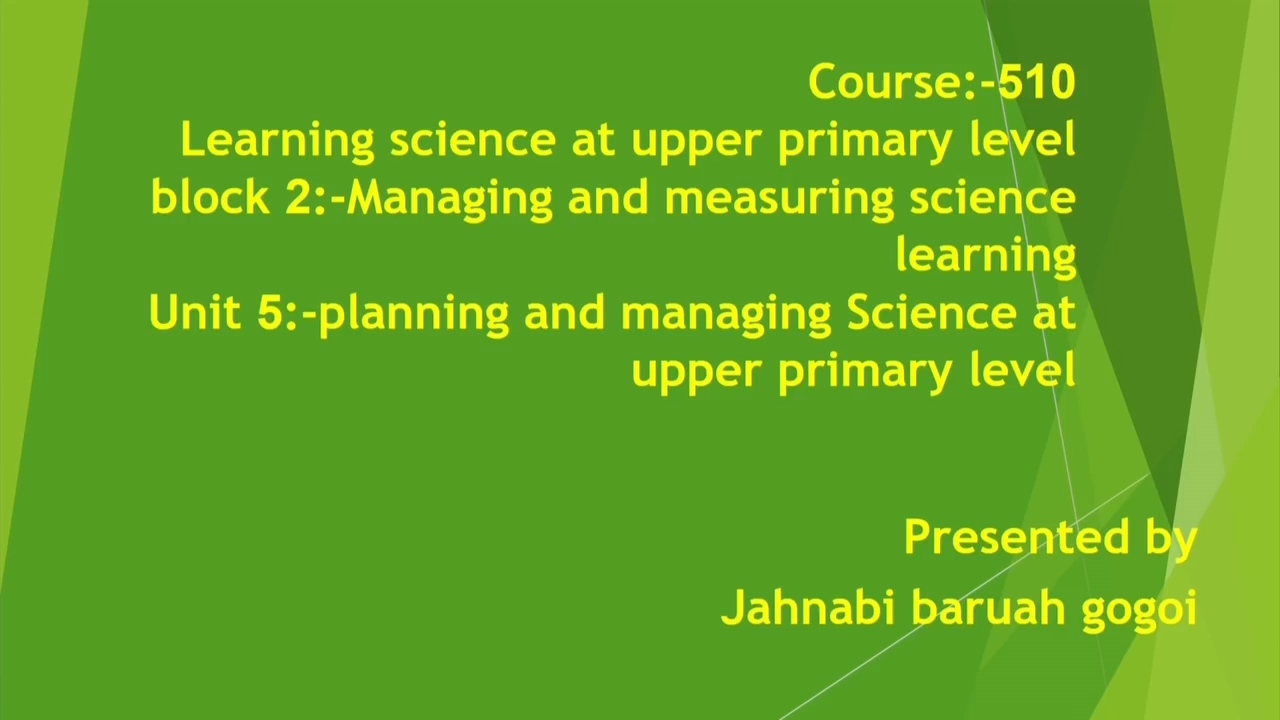 Course:-510
Learning science at upper primary level
block 2:-Managing and measuring science
learning
Unit 5:-planning and managing Science at
upper primary level
Presented by
Jahnabi baruah gogoi